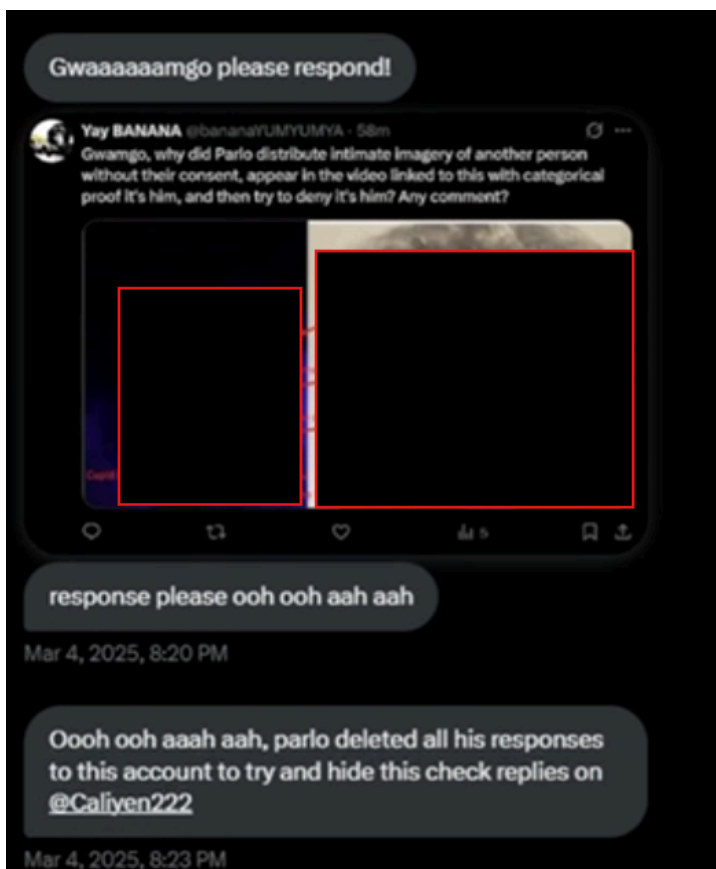 Gwaaaaaamgo please respond!
Yay BANANA @bananaYUMYUMYA · 58m
Gwamgo, why did Parlo distribute intimate imagery of another person
without their consent, appear in the video linked to this with categorical
proof it's him, and then try to deny it's him? Any comment?
5
response please ooh ooh aah aah
Mar 4, 2025, 8:20 PM
Oooh ooh aaah aah, parlo deleted all his responses
to this account to try and hide this check replies on
@Caliyen222
Mar 4, 2025, 8:23 PM